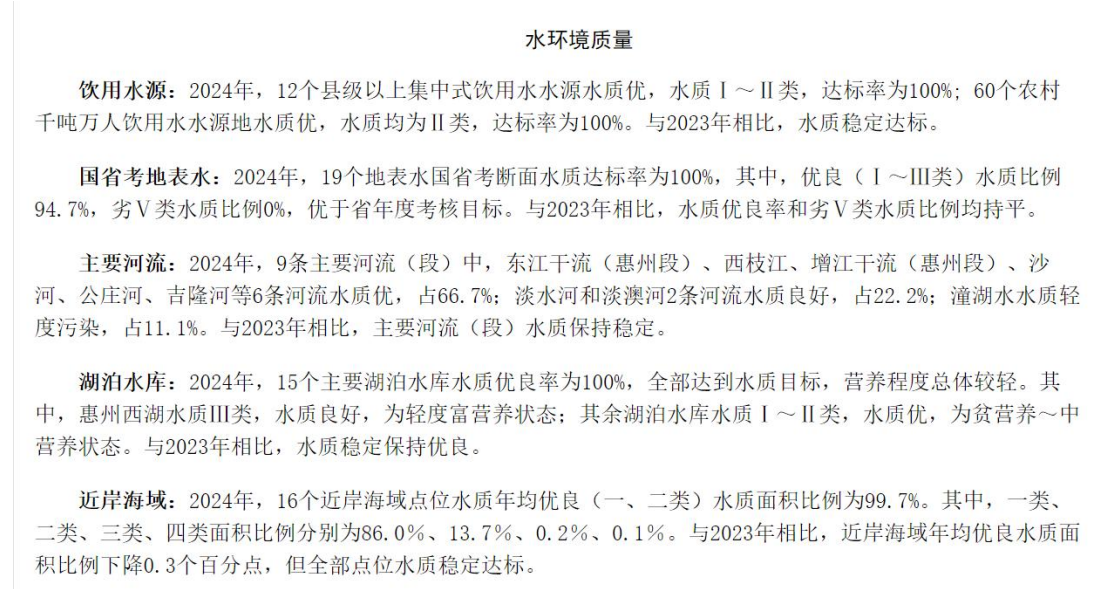 水环境质量
饮用水源：2024年，12个县级以上集中式饮用水水源水质优，水质Ⅰ～Ⅱ类，达标率为100%；60个农村
千吨万人饮用水水源地水质优，水质均为Ⅱ类，达标率为100%。与2023年相比，水质稳定达标。
国省考地表水：2024年，19个地表水国省考断面水质达标率为100%，其中，优良（Ⅰ～Ⅲ类）水质比例
94.7%，劣Ⅴ类水质比例0%，优于省年度考核目标。与2023年相比，水质优良率和劣Ⅴ类水质比例均持平。
主要河流：2024年，9条主要河流（段）中，东江干流（惠州段）、西枝江、增江干流（惠州段）、沙
河、公庄河、吉隆河等6条河流水质优，占66.7%；淡水河和淡澳河2条河流水质良好，占22.2%；潼湖水水质轻
度污染，占11.1%。与2023年相比，主要河流（段）水质保持稳定。
湖泊水库：2024年，15个主要湖泊水库水质优良率为100%，全部达到水质目标，营养程度总体较轻。其
中，惠州西湖水质Ⅲ类，水质良好，为轻度富营养状态；其余湖泊水库水质Ⅰ～Ⅱ类，水质优，为贫营养～中
营养状态。与2023年相比，水质稳定保持优良。
近岸海域：2024年，16个近岸海域点位水质年均优良（一、二类）水质面积比例为99.7%。其中，一类、
二类、三类、四类面积比例分别为86.0％、13.7％、0.2％、0.1％。与2023年相比，近岸海域年均优良水质面
积比例下降0.3个百分点，但全部点位水质稳定达标。